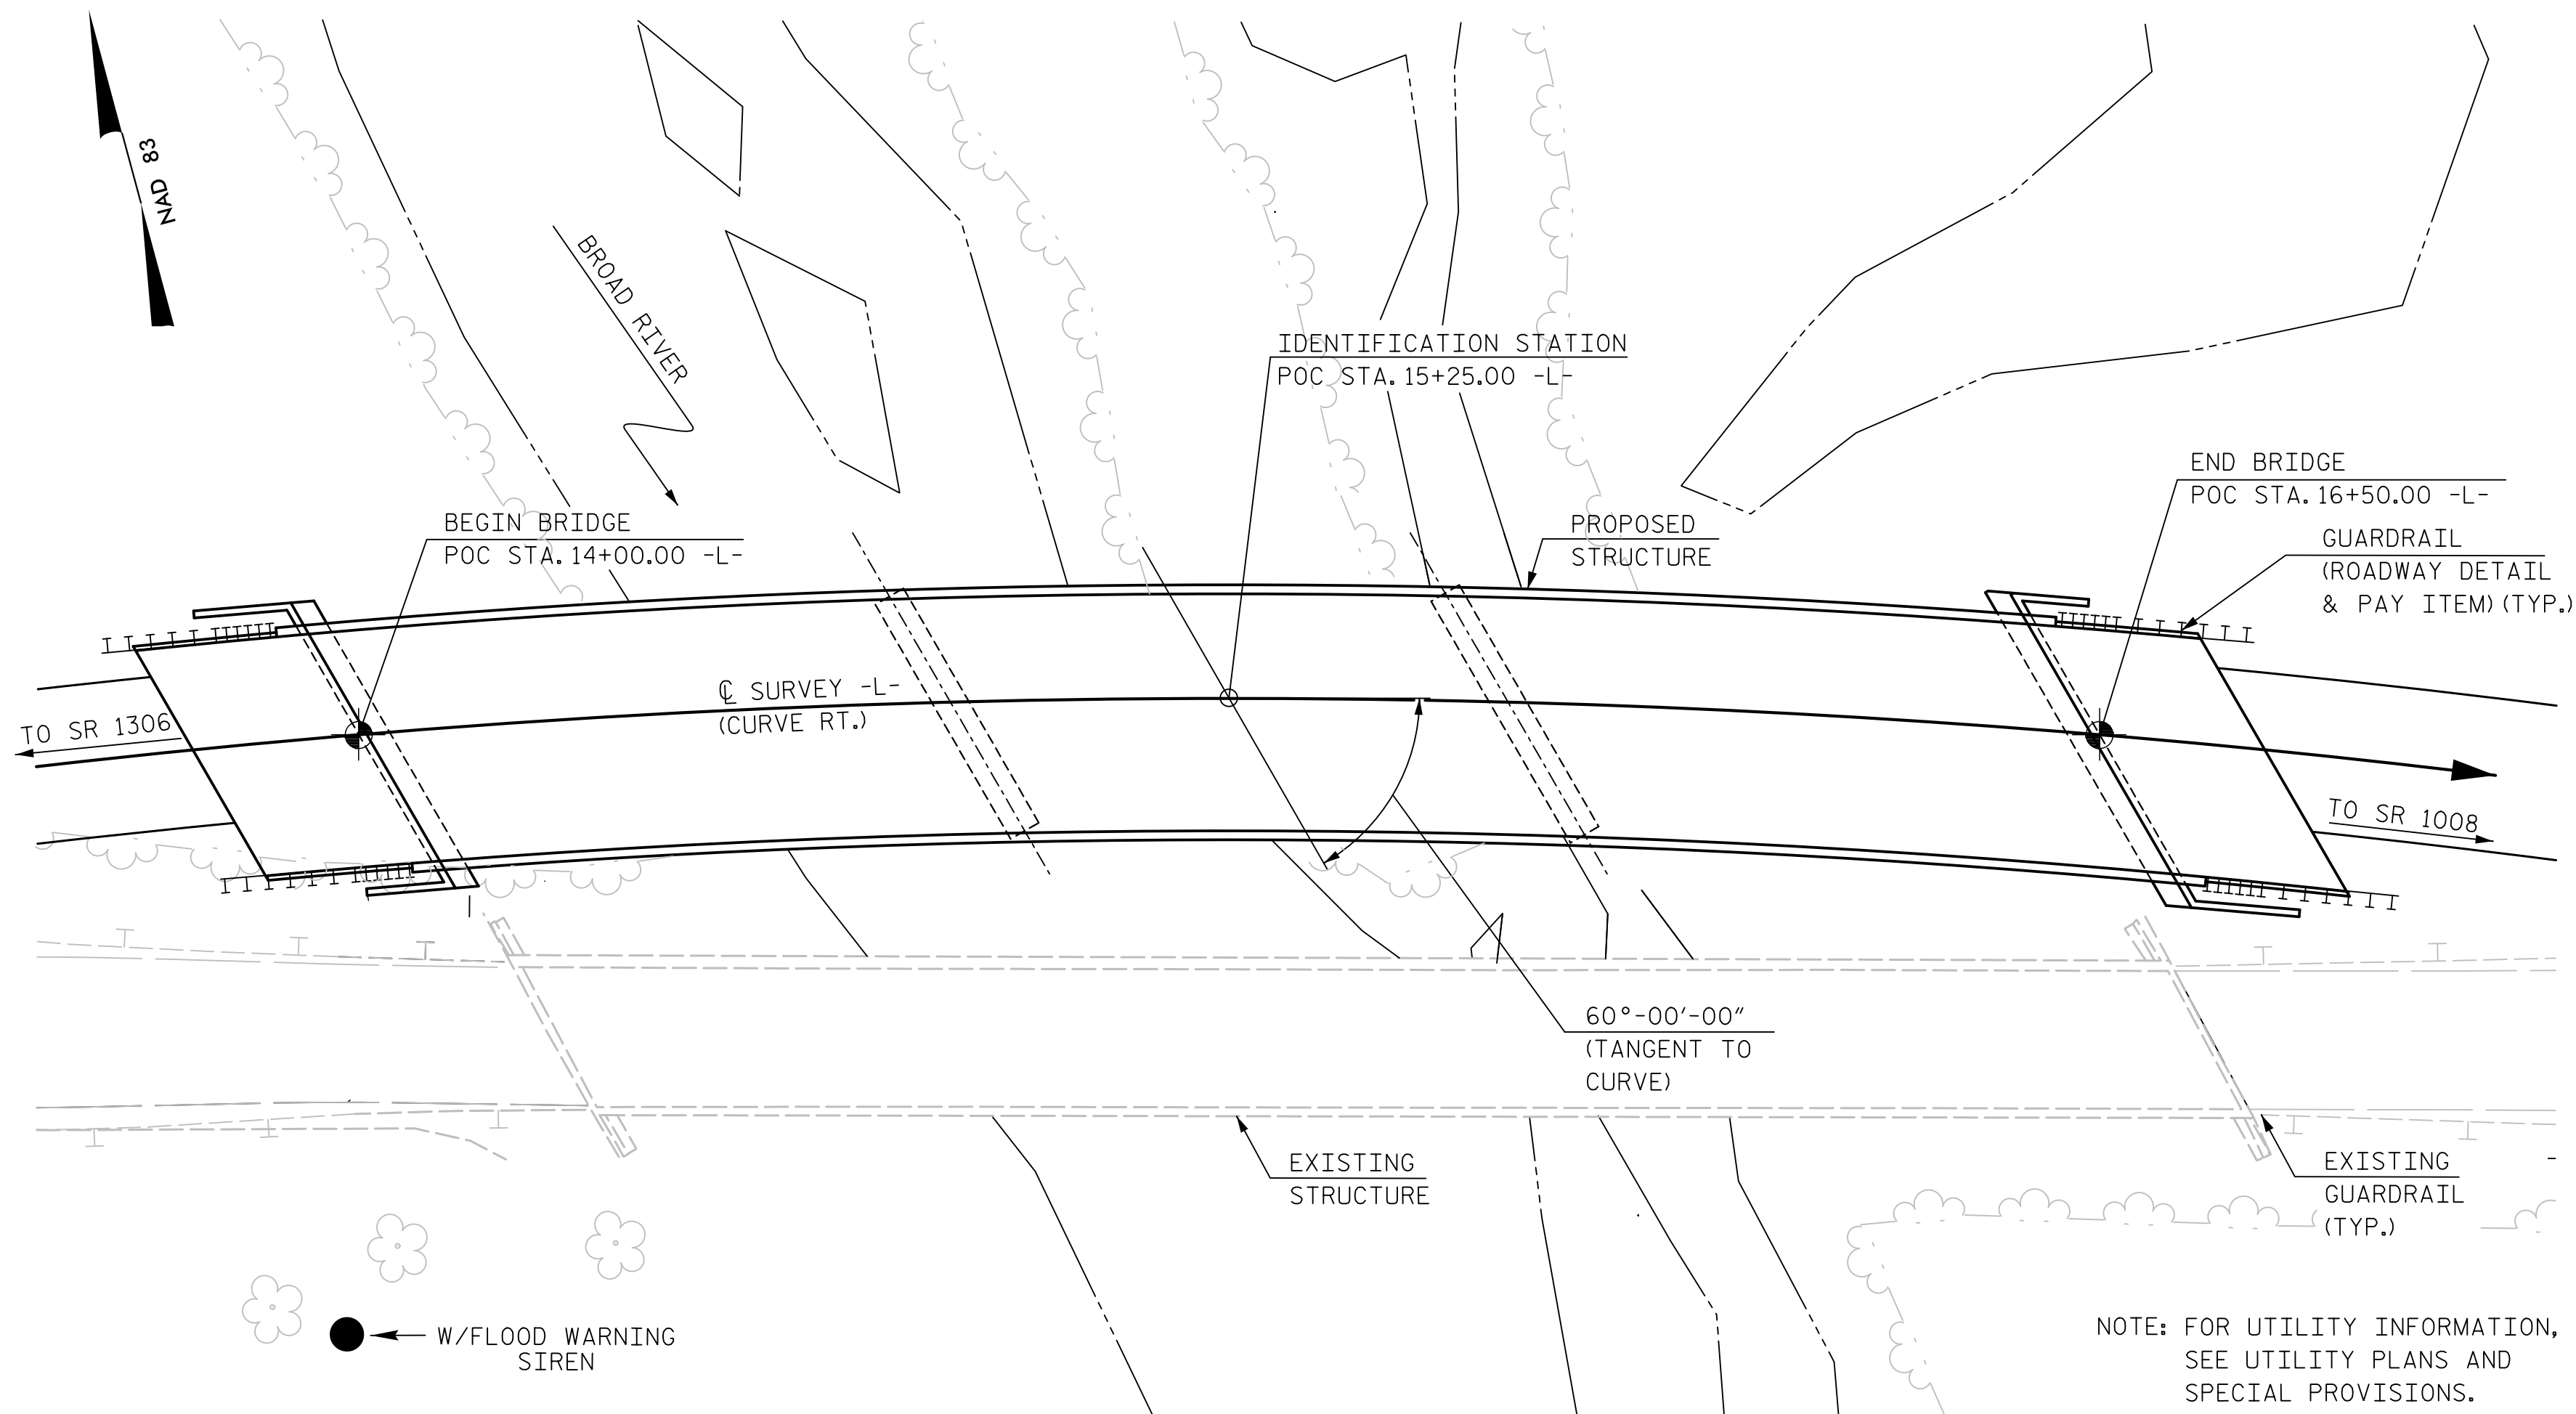 NAD 83
BROAD RIVER
IDENTIFICATION STATION
POC STA. 15+25.00 -L-
END BRIDGE
POC STA. 16+50.00 -L-
BEGIN BRIDGE
POC STA. 14+00.00 -L-
PROPOSED
STRUCTURE
GUARDRAIL
(ROADWAY DETAIL
& PAY ITEM) (TYP.)
℄ SURVEY -L-
(CURVE RT.)
TO SR 1306
TO SR 1008
60°-00'-00"
(TANGENT TO
CURVE)
EXISTING
STRUCTURE
EXISTING
GUARDRAIL
(TYP.)
W/FLOOD WARNING
SIREN
NOTE: FOR UTILITY INFORMATION,
SEE UTILITY PLANS AND
SPECIAL PROVISIONS.